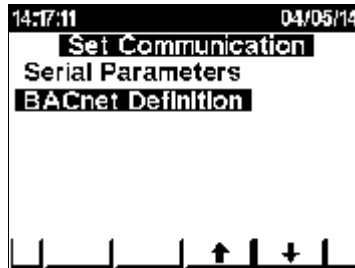 14:17:11 04/05/14
Set Communication
Serial Parameters
BACnet Definition